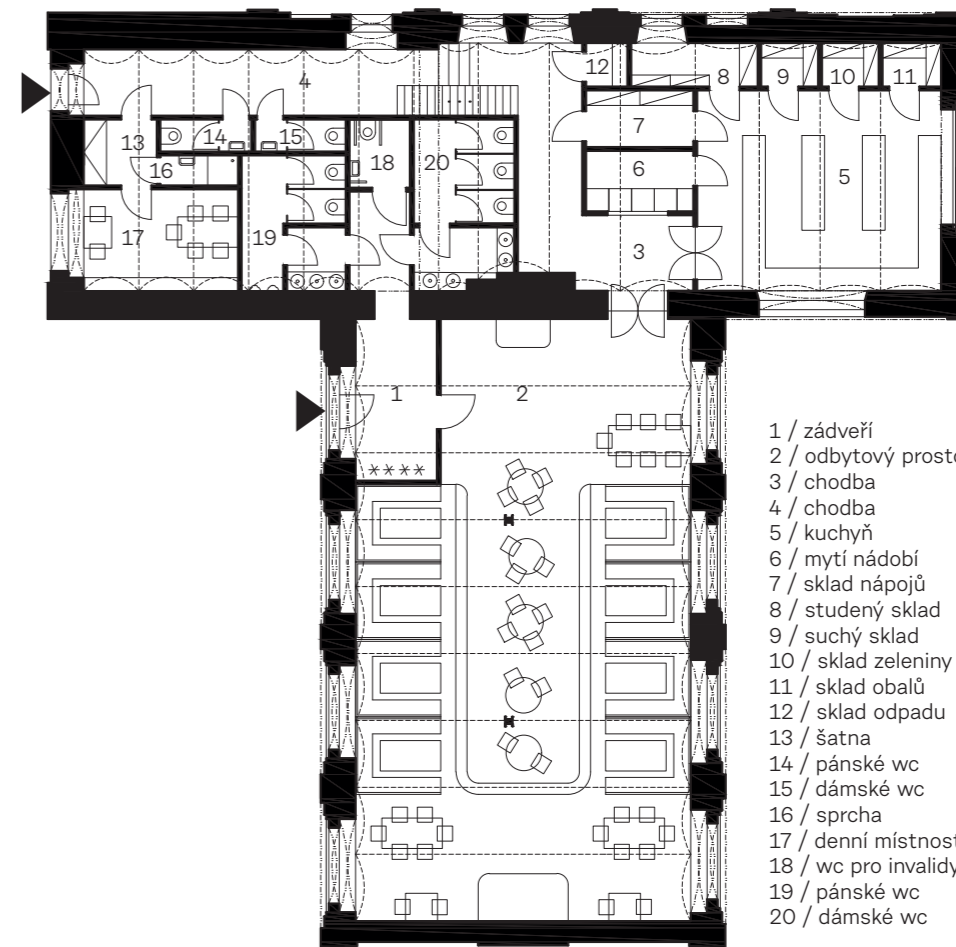 4
12
8
9
10
11
13
14
15
7
16
18
20
6
5
17
19
3
1
2
1 / zádveří
2 / odbytový prosto
3 / chodba
4 / chodba
5 / kuchyň
6 / mytí nádobí
7 / sklad nápojů
8 / studený sklad
9 / suchý sklad
10 / sklad zeleniny
11 / sklad obalů
12 / sklad odpadu
13 / šatna
14 / pánské wc
15 / dámské wc
16 / sprcha
17 / denní místnost
18 / wc pro invalidy
19 / pánské wc
20 / dámské wc